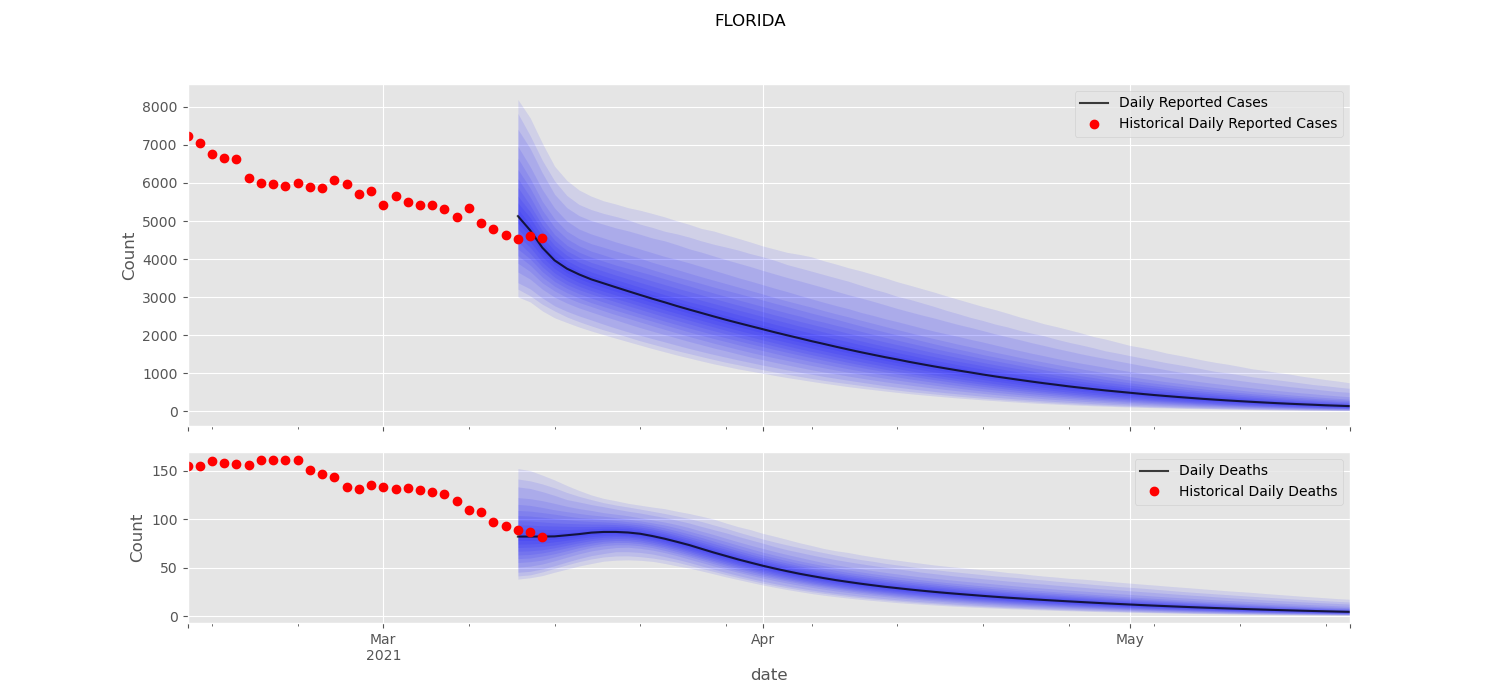 FLORIDA
8000
7000
6000
5000
4000
3000
2000
1000
0
Count
Daily Reported Cases
Historical Daily Reported Cases
150
100
50
0
Count
Daily Deaths
Historical Daily Deaths
Mar
2021
Apr
May
date